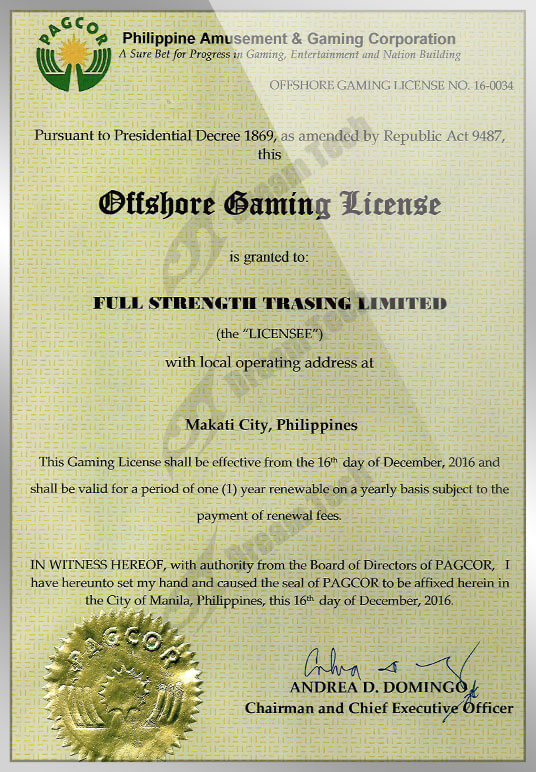 PAGCOR
Philippine Amusement & Gaming Corporation
A Sure Bet for Progress in Gaming, Entertainment and Nation Building
OFFSHORE GAMING LICENSE NO. 16-0034
Pursuant to Presidential Decree 1869, as amended by Republic Act 9487,
this
Offshore Gaming License
is granted to:
FULL STRENGTH TRASING LIMITED
(the “LICENSEE”)
with local operating address at
Makati City, Philippines
This Gaming License shall be effective from the 16th day of December, 2016 and
shall be valid for a period of one (1) year renewable on a yearly basis subject to the
payment of renewal fees.
IN WITNESS HEREOF, with authority from the Board of Directors of PAGCOR, I
have hereunto set my hand and caused the seal of PAGCOR to be affixed herein in
the City of Manila, Philippines, this 16th day of December, 2016.
PAGCOR
ANDREA D. DOMINGO
Chairman and Chief Executive Officer
Dream Tech
Dream Tech
Dream Tech